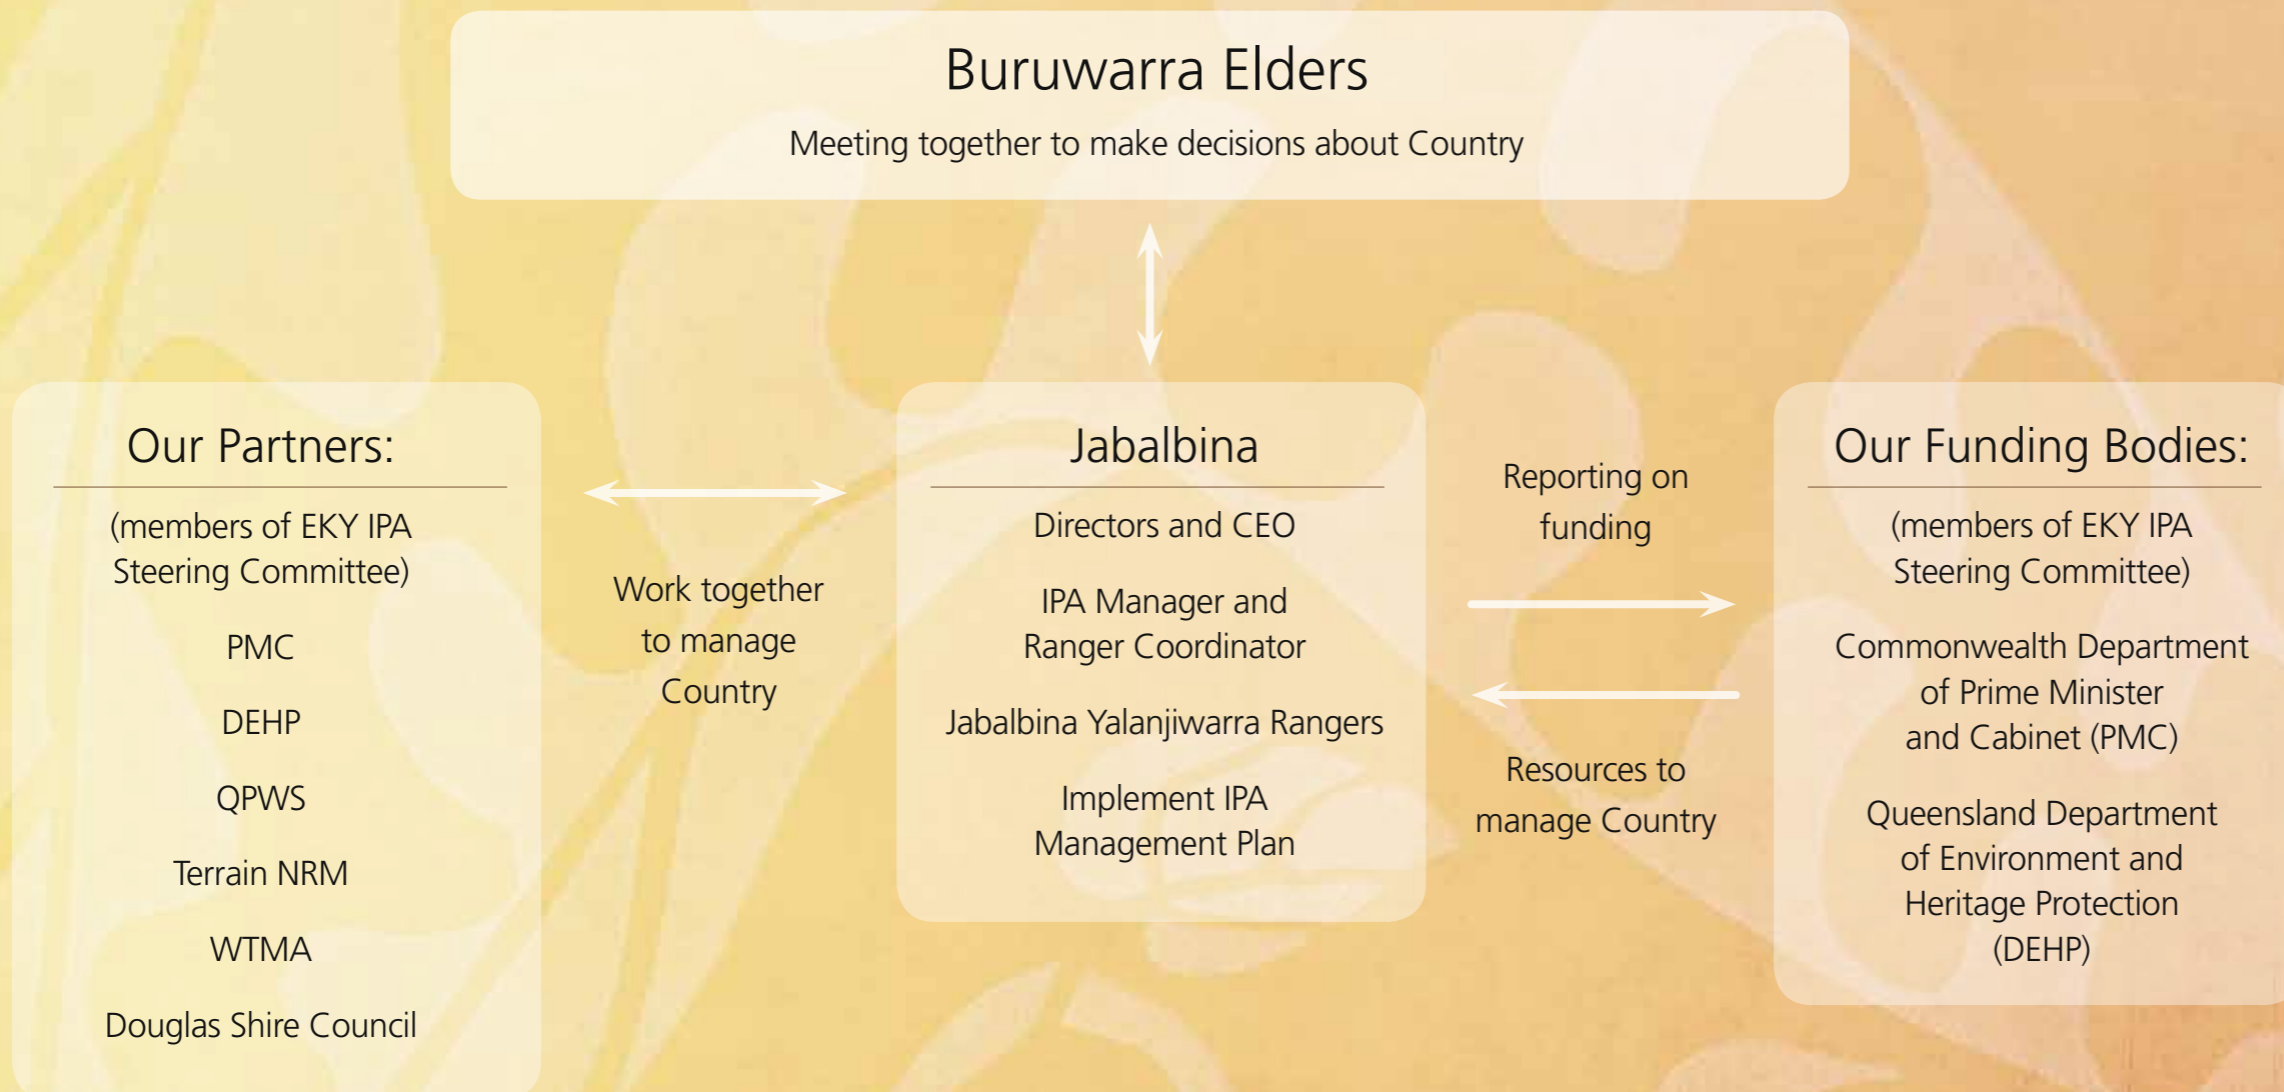 Buruwarra Elders
Meeting together to make decisions about Country
Our Partners:
(members of EKY IPA
Steering Committee)
PMC
DEHP
QPWS
Terrain NRM
WTMA
Douglas Shire Council
Work together
to manage
Country
Jabalbina
Directors and CEO
IPA Manager and
Ranger Coordinator
Jabalbina Yalanjiwarra Rangers
Implement IPA
Management Plan
Reporting on
funding
Resources to
manage Country
Our Funding Bodies:
(members of EKY IPA
Steering Committee)
Commonwealth Department
of Prime Minister
and Cabinet (PMC)
Queensland Department
of Environment and
Heritage Protection
(DEHP)